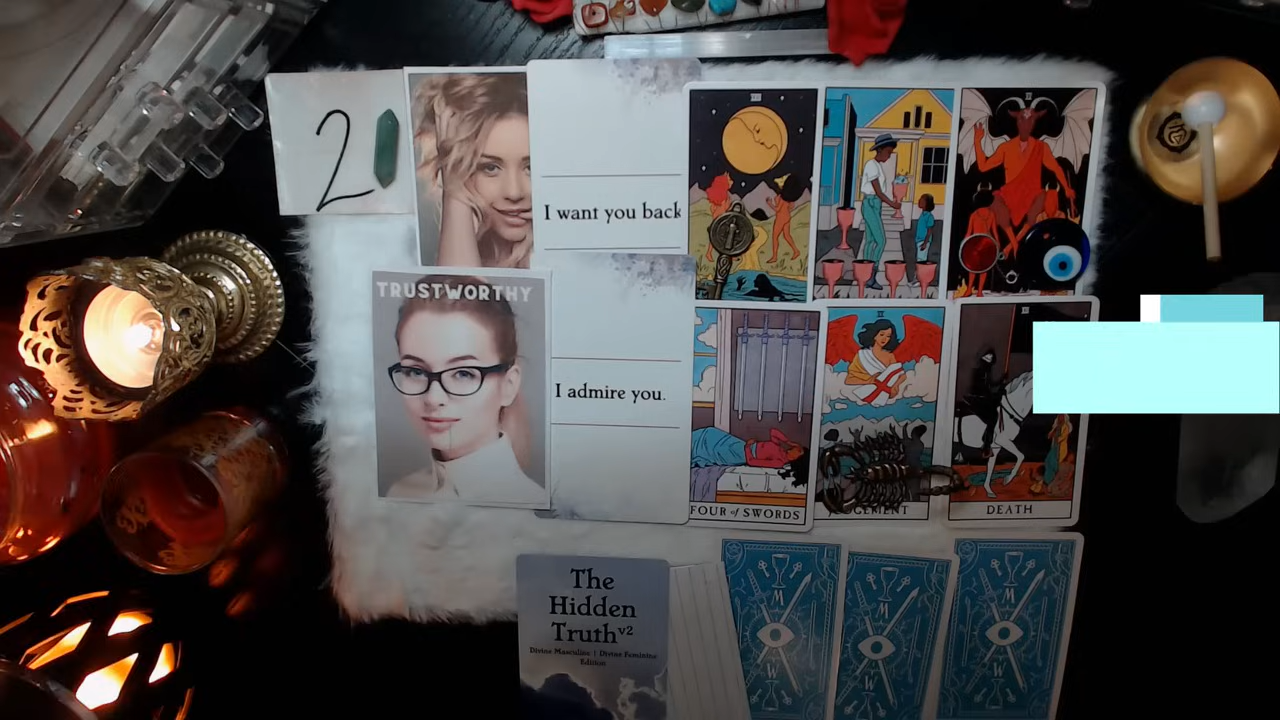 2
I want you back
TRUSTWORTHY
I admire you.
FOUR of SWORDS
DEATH
The
Hidden
Truth v2
Divine Masculine | Divine Feminine
Edition
M
M
M
W
W
W